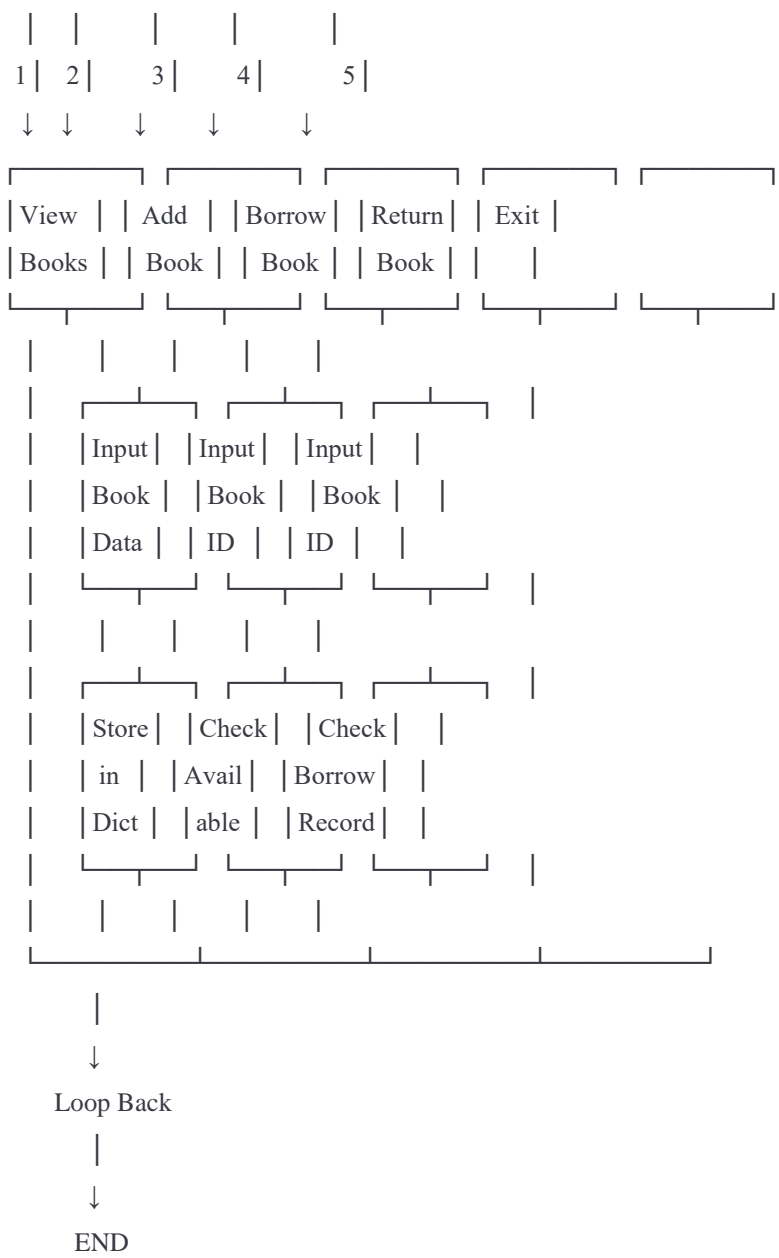 1| 2| 3| 4| 5|
↓ ↓ ↓ ↓ ↓
|View | | Add | |Borrow| |Return| | Exit |
|Books | | Book | | Book | | Book | | |
| |Input| |Input| |Input| |
| |Book | |Book | |Book | |
| |Data | | ID | | ID | |
| |Store| |Check| |Check| |
| | in | |Avail| |Borrow| |
| |Dict | |able | |Record| |
↓
Loop Back
|
↓
END